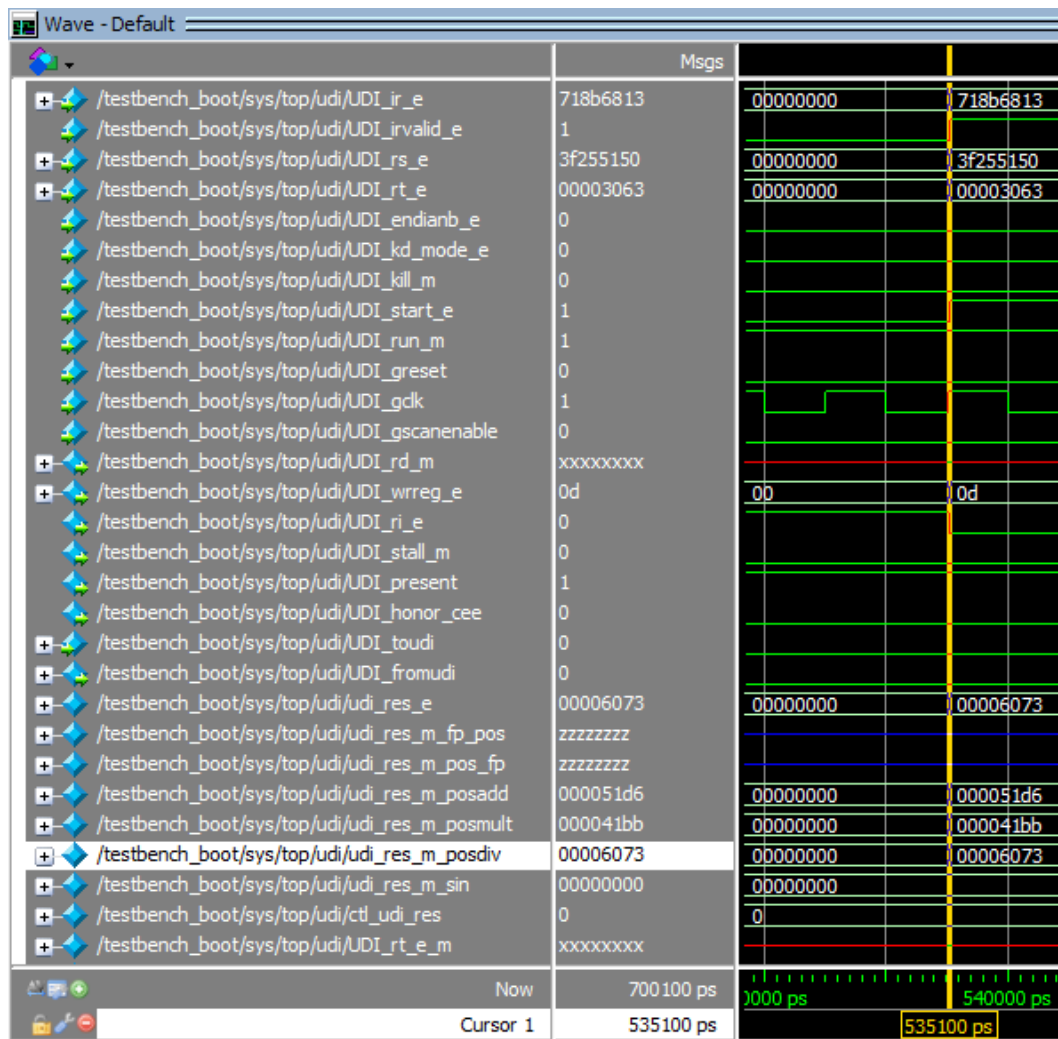 Wave - Default
Msgs
/testbench_boot/sys/top/udi/UDI_ir_e 718b6813 00000000 718b6813
/testbench_boot/sys/top/udi/UDI_irvalid_e 1
/testbench_boot/sys/top/udi/UDI_rs_e 3f255150 00000000 3f255150
/testbench_boot/sys/top/udi/UDI_rt_e 00003063 00000000 00003063
/testbench_boot/sys/top/udi/UDI_endianb_e 0
/testbench_boot/sys/top/udi/UDI_kd_mode_e 0
/testbench_boot/sys/top/udi/UDI_kill_m 0
/testbench_boot/sys/top/udi/UDI_start_e 1
/testbench_boot/sys/top/udi/UDI_run_m 1
/testbench_boot/sys/top/udi/UDI_greset 0
/testbench_boot/sys/top/udi/UDI_gclk 1
/testbench_boot/sys/top/udi/UDI_gscanenable 0
/testbench_boot/sys/top/udi/UDI_rd_m xxxxxxxx
/testbench_boot/sys/top/udi/UDI_wrreg_e 0d 00 0d
/testbench_boot/sys/top/udi/UDI_ri_e 0
/testbench_boot/sys/top/udi/UDI_stall_m 0
/testbench_boot/sys/top/udi/UDI_present 1
/testbench_boot/sys/top/udi/UDI_honor_cee 0
/testbench_boot/sys/top/udi/UDI_toudi 0
/testbench_boot/sys/top/udi/UDI_fromudi 0
/testbench_boot/sys/top/udi/udi_res_e 00006073 00000000 00006073
/testbench_boot/sys/top/udi/udi_res_m_fp_pos zzzzzzzz
/testbench_boot/sys/top/udi/udi_res_m_pos_fp zzzzzzzz
/testbench_boot/sys/top/udi/udi_res_m_posadd 000051d6 00000000 000051d6
/testbench_boot/sys/top/udi/udi_res_m_posmult 000041bb 00000000 000041bb
/testbench_boot/sys/top/udi/udi_res_m_posdiv 00006073 00000000 00006073
/testbench_boot/sys/top/udi/udi_res_m_sin 00000000 00000000
/testbench_boot/sys/top/udi/ctl_udi_res 0 0
/testbench_boot/sys/top/udi/UDI_rt_e_m xxxxxxxx
Now 700100 ps 0000 ps 540000 ps
Cursor 1 535100 ps 535100 ps